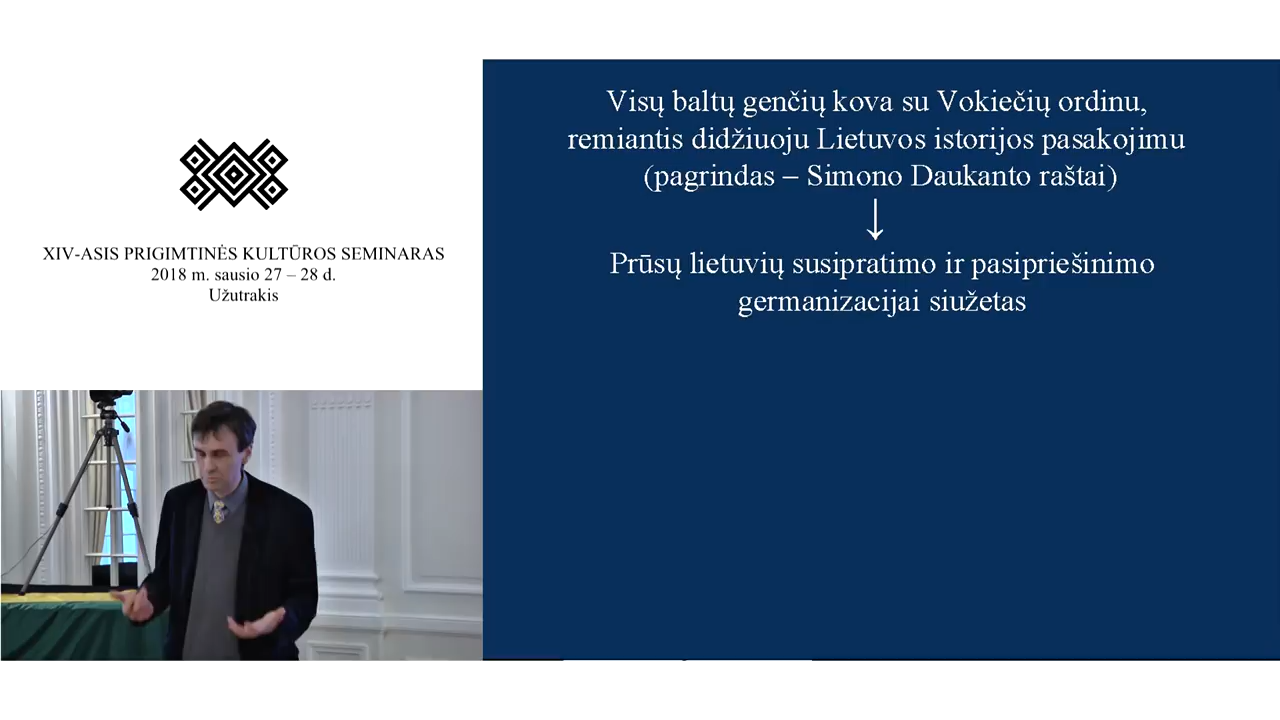 XIV-ASIS PRIGIMTINĖS KULTŪROS SEMINARAS
2018 m. sausio 27 – 28 d.
Užutrakis
Visų baltų genčių kova su Vokiečių ordinu,
remiantis didžiuoju Lietuvos istorijos pasakojimu
(pagrindas – Simono Daukanto raštai)
↓
Prūsų lietuvių susipratimo ir pasipriešinimo
germanizacijai siužetas